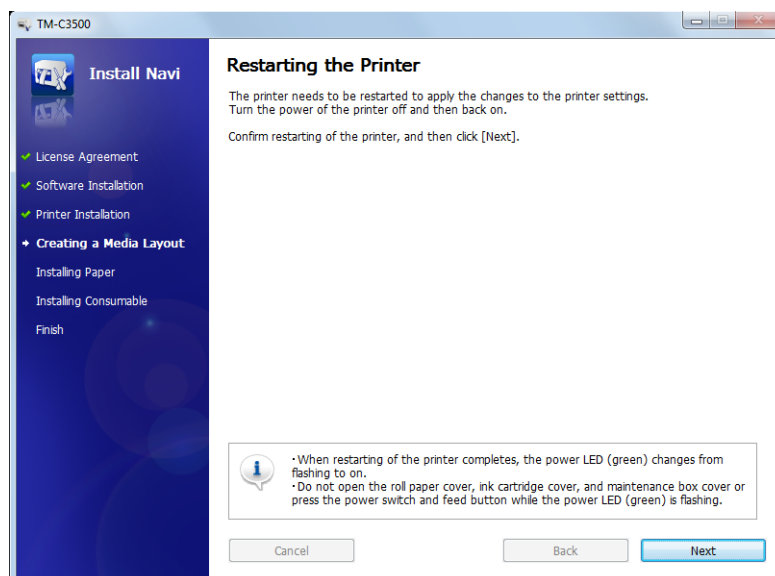 TM-C3500
Install Navi
License Agreement
Software Installation
Printer Installation
Creating a Media Layout
Installing Paper
Installing Consumable
Finish
Restarting the Printer
The printer needs to be restarted to apply the changes to the printer settings.
Turn the power of the printer off and then back on.
Confirm restarting of the printer, and then click [Next].
・When restarting of the printer completes, the power LED (green) changes from
flashing to on.
・Do not open the roll paper cover, ink cartridge cover, and maintenance box cover or
press the power switch and feed button while the power LED (green) is flashing.
Cancel
Back
Next